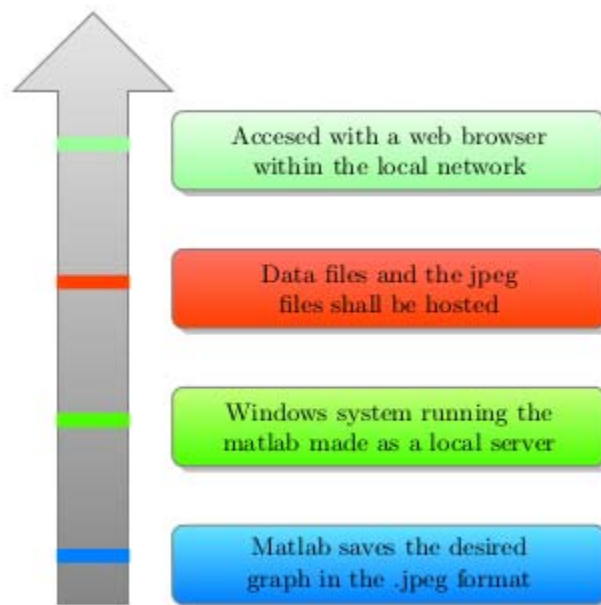 Accesed with a web browser
within the local network
Data files and the jpeg
files shall be hosted
Windows system running the
matlab made as a local server
Matlab saves the desired
graph in the .jpeg format